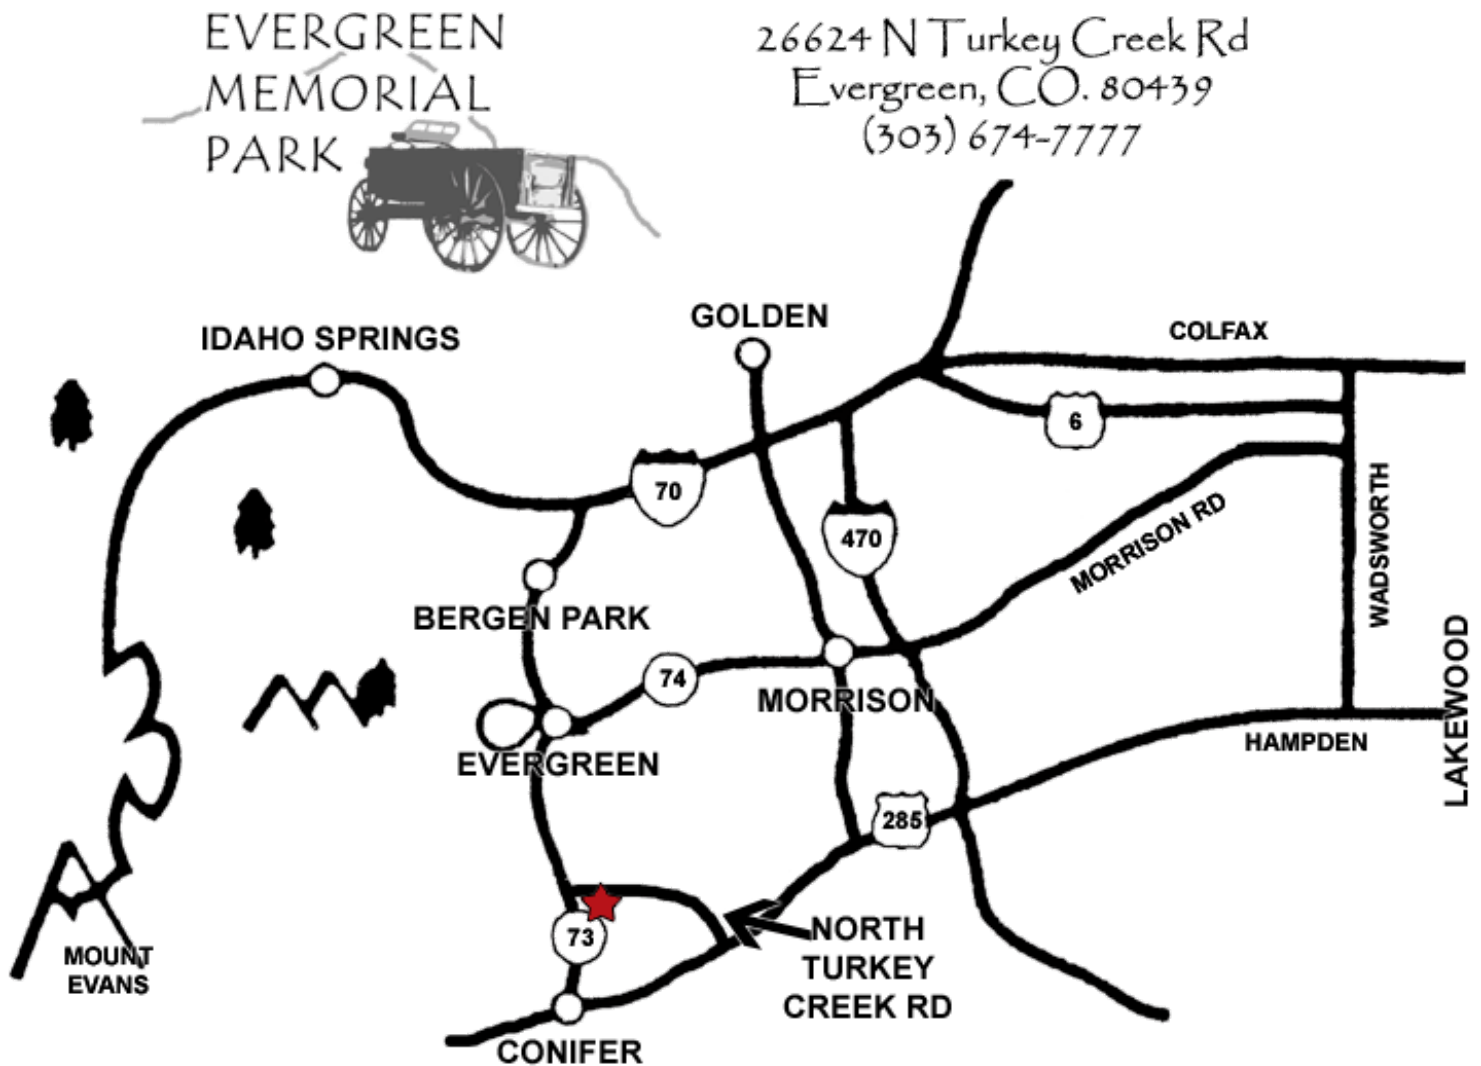 EVERGREEN
MEMORIAL
PARK
26624 N Turkey Creek Rd
Evergreen, CO. 80439
(303) 674-7777
GOLDEN
IDAHO SPRINGS
COLFAX
6
70
470
MORRISON RD
WADSWORTH
BERGEN PARK
74
MORRISON
EVERGREEN
HAMPDEN
LAKEWOOD
285
73
NORTH
TURKEY
CREEK RD
MOUNT
EVANS
CONIFER